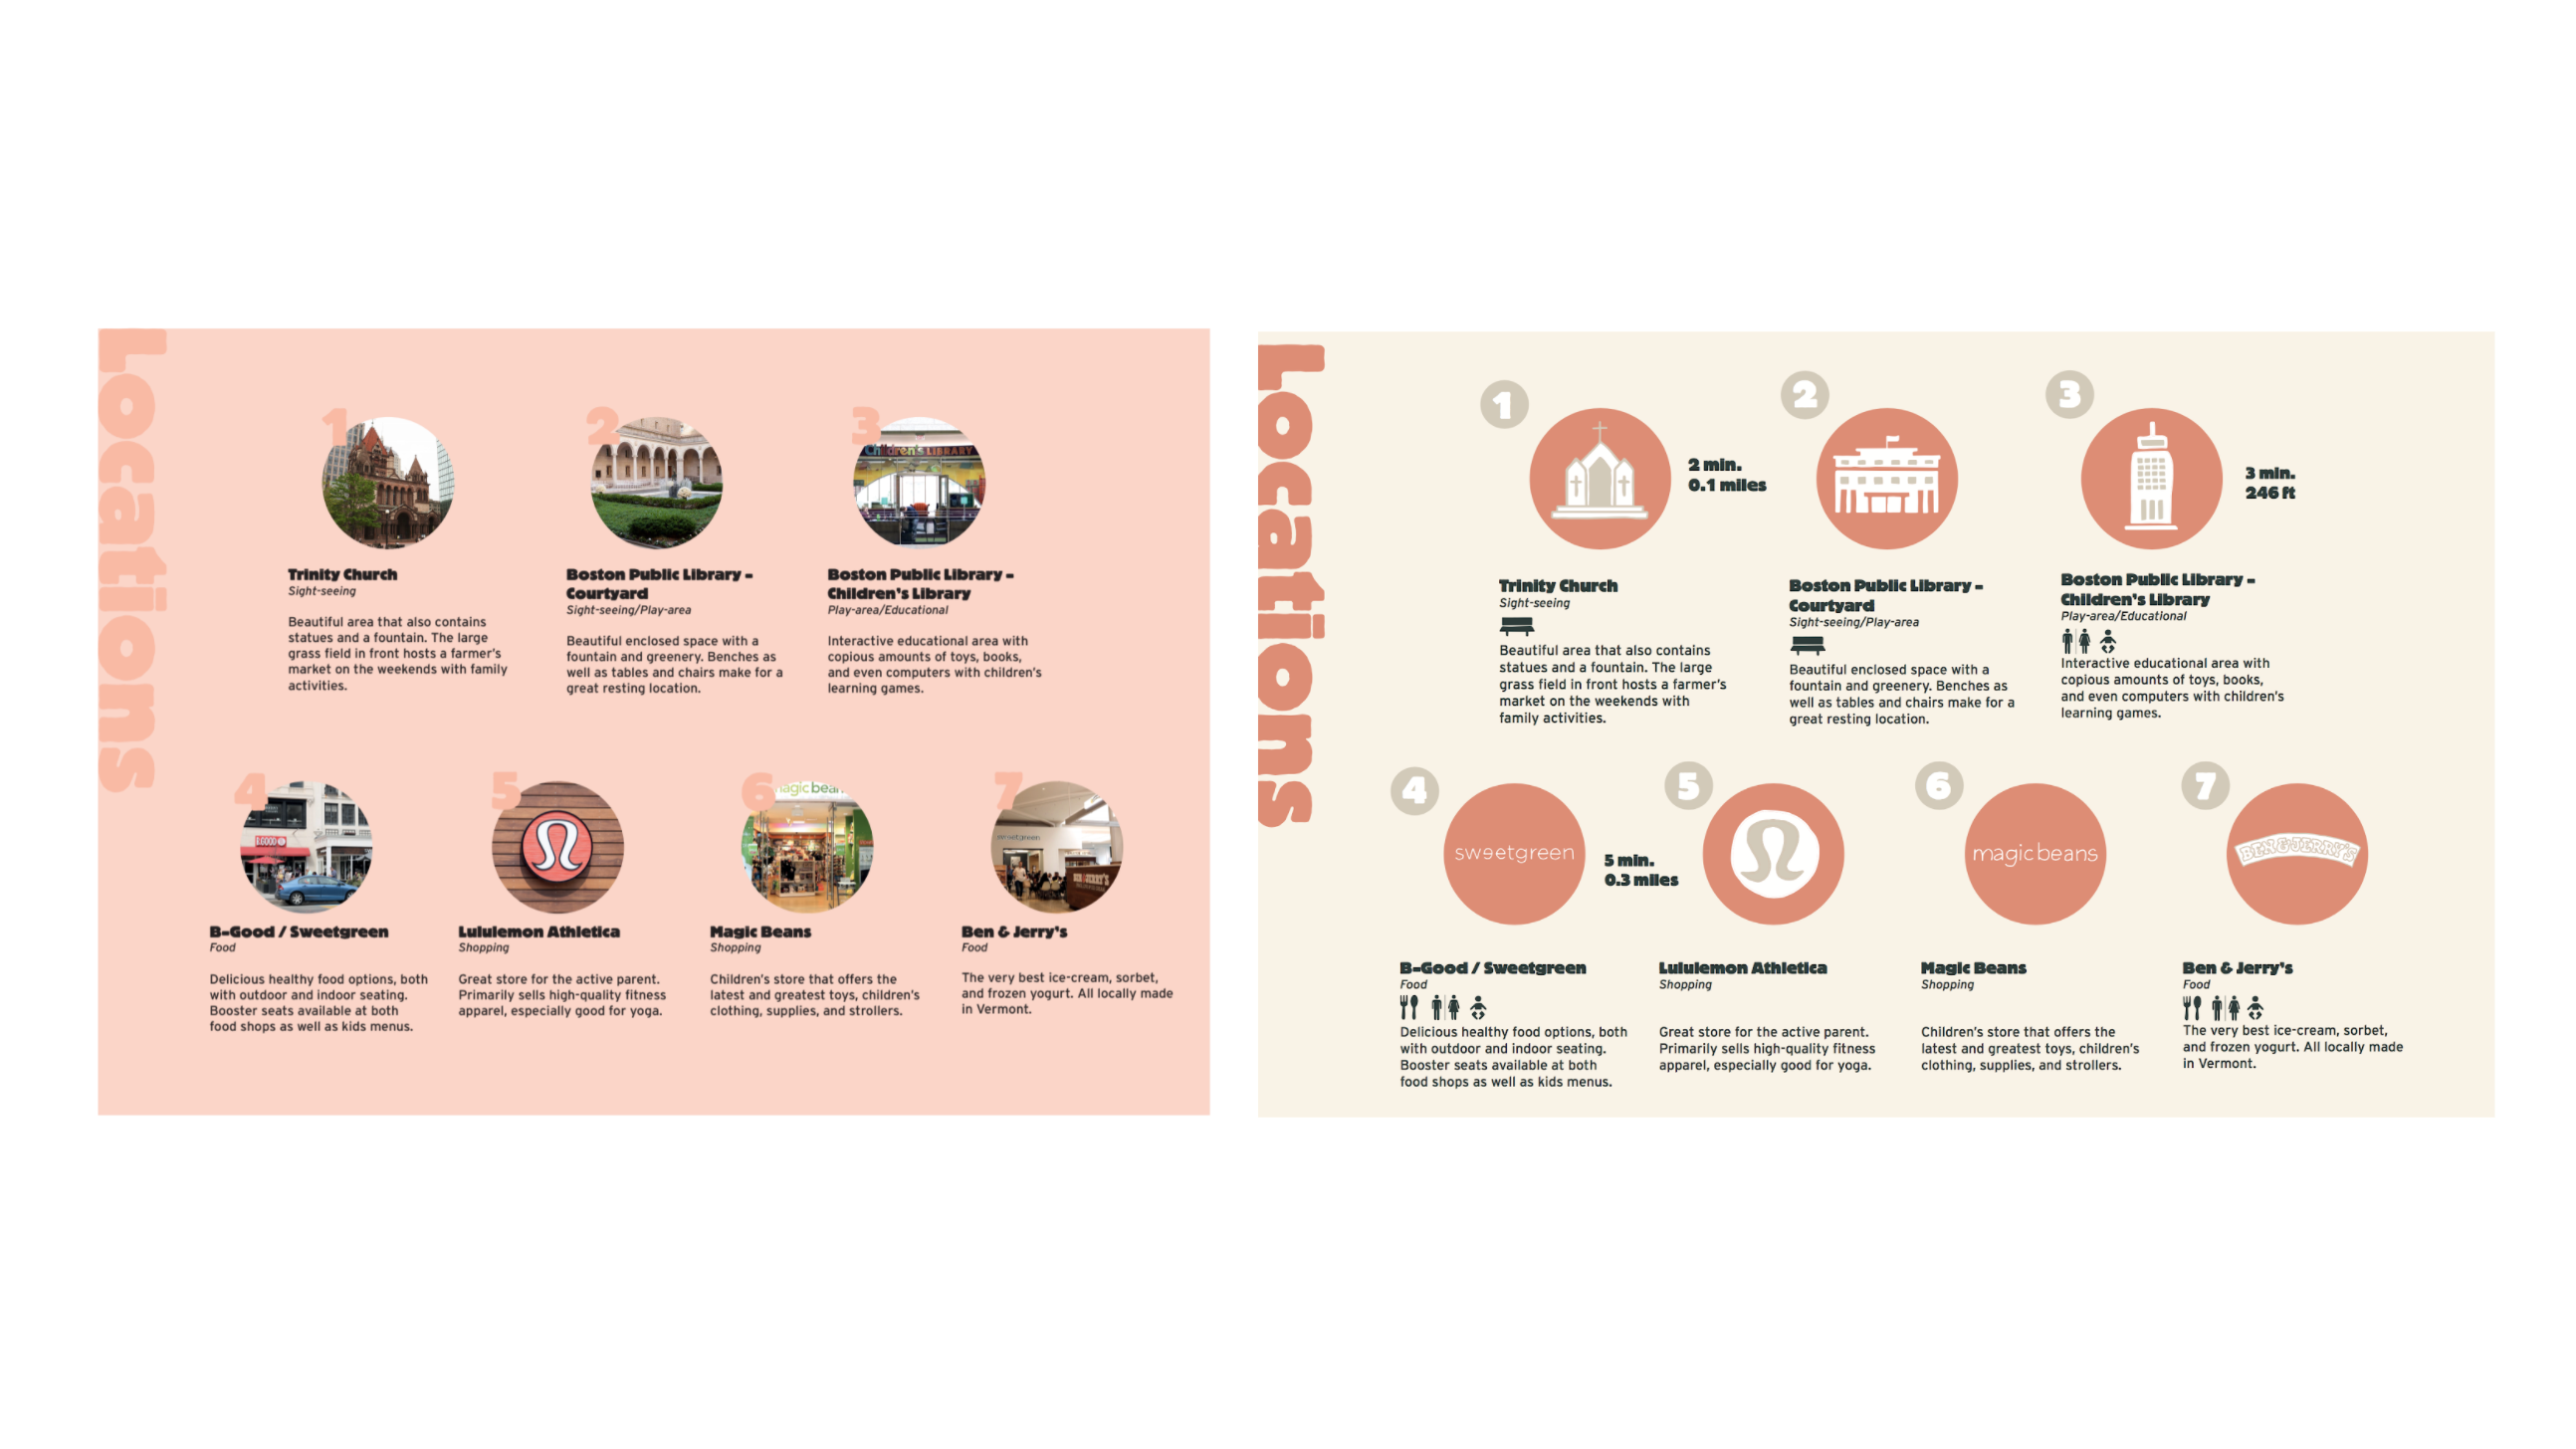 Locations
1
2
3
Children's LIBRARY
Trinity Church
Sight-seeing
Beautiful area that also contains
statues and a fountain. The large
grass field in front hosts a farmer's
market on the weekends with family
activities.
Boston Public Library -
Courtyard
Sight-seeing/Play-area
Beautiful enclosed space with a
fountain and greenery. Benches as
well as tables and chairs make for a
great resting location.
Boston Public Library -
Children's Library
Play-area/Educational
Interactive educational area with
copious amounts of toys, books,
and even computers with children's
learning games.
4
5
6
7
magic bean
sweetgreen
B-Good / Sweetgreen
Food
Delicious healthy food options, both
with outdoor and indoor seating.
Booster seats available at both
food shops as well as kids menus.
Lululemon Athletica
Shopping
Great store for the active parent.
Primarily sells high-quality fitness
apparel, especially good for yoga.
Magic Beans
Shopping
Children's store that offers the
latest and greatest toys, children's
clothing, supplies, and strollers.
Ben & Jerry's
Food
The very best ice-cream, sorbet,
and frozen yogurt. All locally made
in Vermont.
Locations
1
2
3
2 min.
0.1 miles
3 min.
246 ft
Trinity Church
Sight-seeing
Beautiful area that also contains
statues and a fountain. The large
grass field in front hosts a farmer's
market on the weekends with
family activities.
Boston Public Library -
Courtyard
Sight-seeing/Play-area
Beautiful enclosed space with a
fountain and greenery. Benches as
well as tables and chairs make for a
great resting location.
Boston Public Library -
Children's Library
Play-area/Educational
Interactive educational area with
copious amounts of toys, books,
and even computers with children's
learning games.
4
5
6
7
sweetgreen
5 min.
0.3 miles
magic beans
BEN & JERRY'S
B-Good / Sweetgreen
Food
Delicious healthy food options, both
with outdoor and indoor seating.
Booster seats available at both
food shops as well as kids menus.
Lululemon Athletica
Shopping
Great store for the active parent.
Primarily sells high-quality fitness
apparel, especially good for yoga.
Magic Beans
Shopping
Children's store that offers the
latest and greatest toys, children's
clothing, supplies, and strollers.
Ben & Jerry's
Food
The very best ice-cream, sorbet,
and frozen yogurt. All locally made
in Vermont.